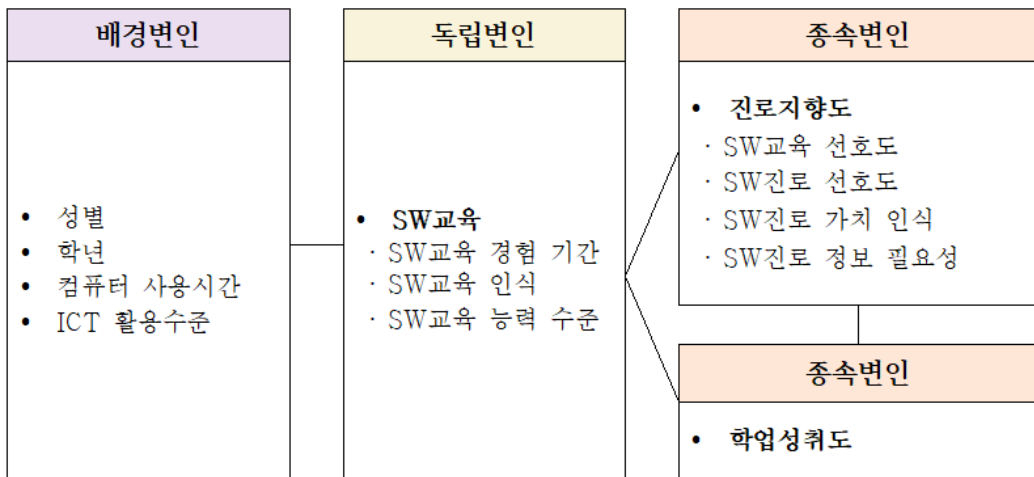 배경변인
• 성별
• 학년
• 컴퓨터 사용시간
• ICT 활용수준
독립변인
• SW교육
· SW교육 경험 기간
· SW교육 인식
· SW교육 능력 수준
종속변인
• 진로지향도
· SW교육 선호도
· SW진로 선호도
· SW진로 가치 인식
· SW진로 정보 필요성
종속변인
• 학업성취도